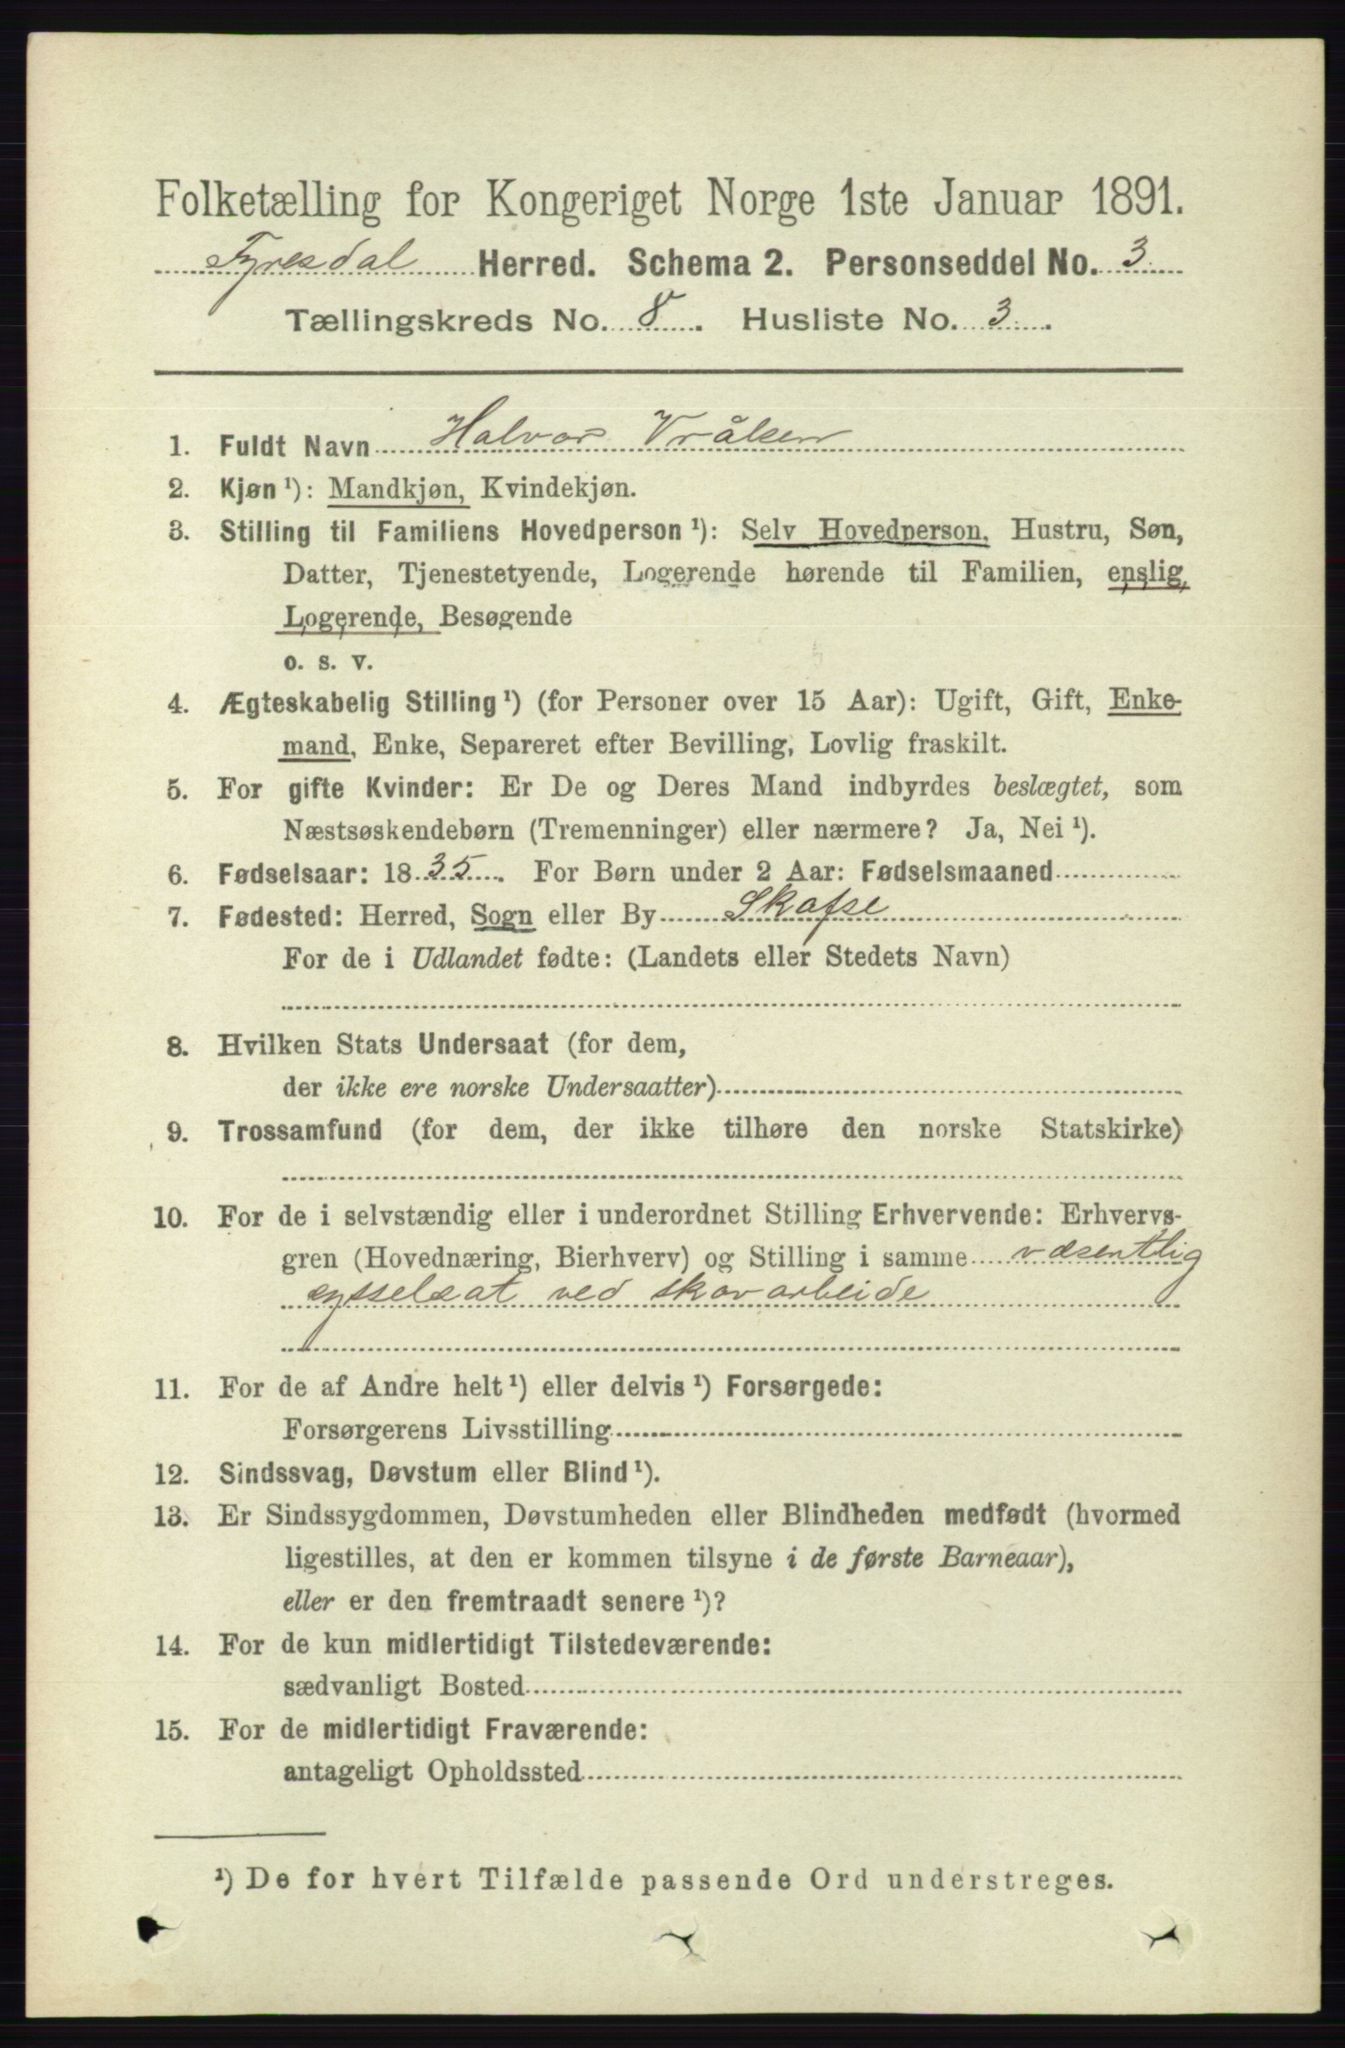 Folketælling for Kongeriget Norge 1ste Januar 1891.
Fyresdal Herred. Schema 2. Personseddel No. 3
Tællingskreds No. 8. Husliste No. 3.
1. Fuldt Navn Halvor Vrålsen
2. Kjøn ¹): Mandkjøn, Kvindekjøn.
3. Stilling til Familiens Hovedperson ¹): Selv Hovedperson, Hustru, Søn,
Datter, Tjenestetyende, Logerende hørende til Familien, enslig,
Logerende, Besøgende
o. s. v.
4. Ægteskabelig Stilling ¹) (for Personer over 15 Aar): Ugift, Gift, Enke-
mand, Enke, Separeret efter Bevilling, Lovlig fraskilt.
5. For gifte Kvinder: Er De og Deres Mand indbyrdes beslægtet, som
Næstsøskendebørn (Tremenninger) eller nærmere? Ja, Nei ¹).
6. Fødselsaar: 1835. For Børn under 2 Aar: Fødselsmaaned
7. Fødested: Herred, Sogn eller By Skafse
For de i Udlandet fødte: (Landets eller Stedets Navn)
8. Hvilken Stats Undersaat (for dem,
der ikke ere norske Undersaatter)
9. Trossamfund (for dem, der ikke tilhøre den norske Statskirke)
10. For de i selvstændig eller i underordnet Stilling Erhvervende: Erhvervs-
gren (Hovednæring, Bierhverv) og Stilling i samme væsentlig
sysselsat ved skovarbeide
11. For de af Andre helt ¹) eller delvis ¹) Forsørgede:
Forsørgerens Livsstilling
12. Sindssvag, Døvstum eller Blind ¹).
13. Er Sindssygdommen, Døvstumheden eller Blindheden medfødt (hvormed
ligestilles, at den er kommen tilsyne i de første Barneaar),
eller er den fremtraadt senere ¹)?
14. For de kun midlertidigt Tilstedeværende:
sædvanligt Bosted
15. For de midlertidigt Fraværende:
antageligt Opholdssted
¹) De for hvert Tilfælde passende Ord understreges.